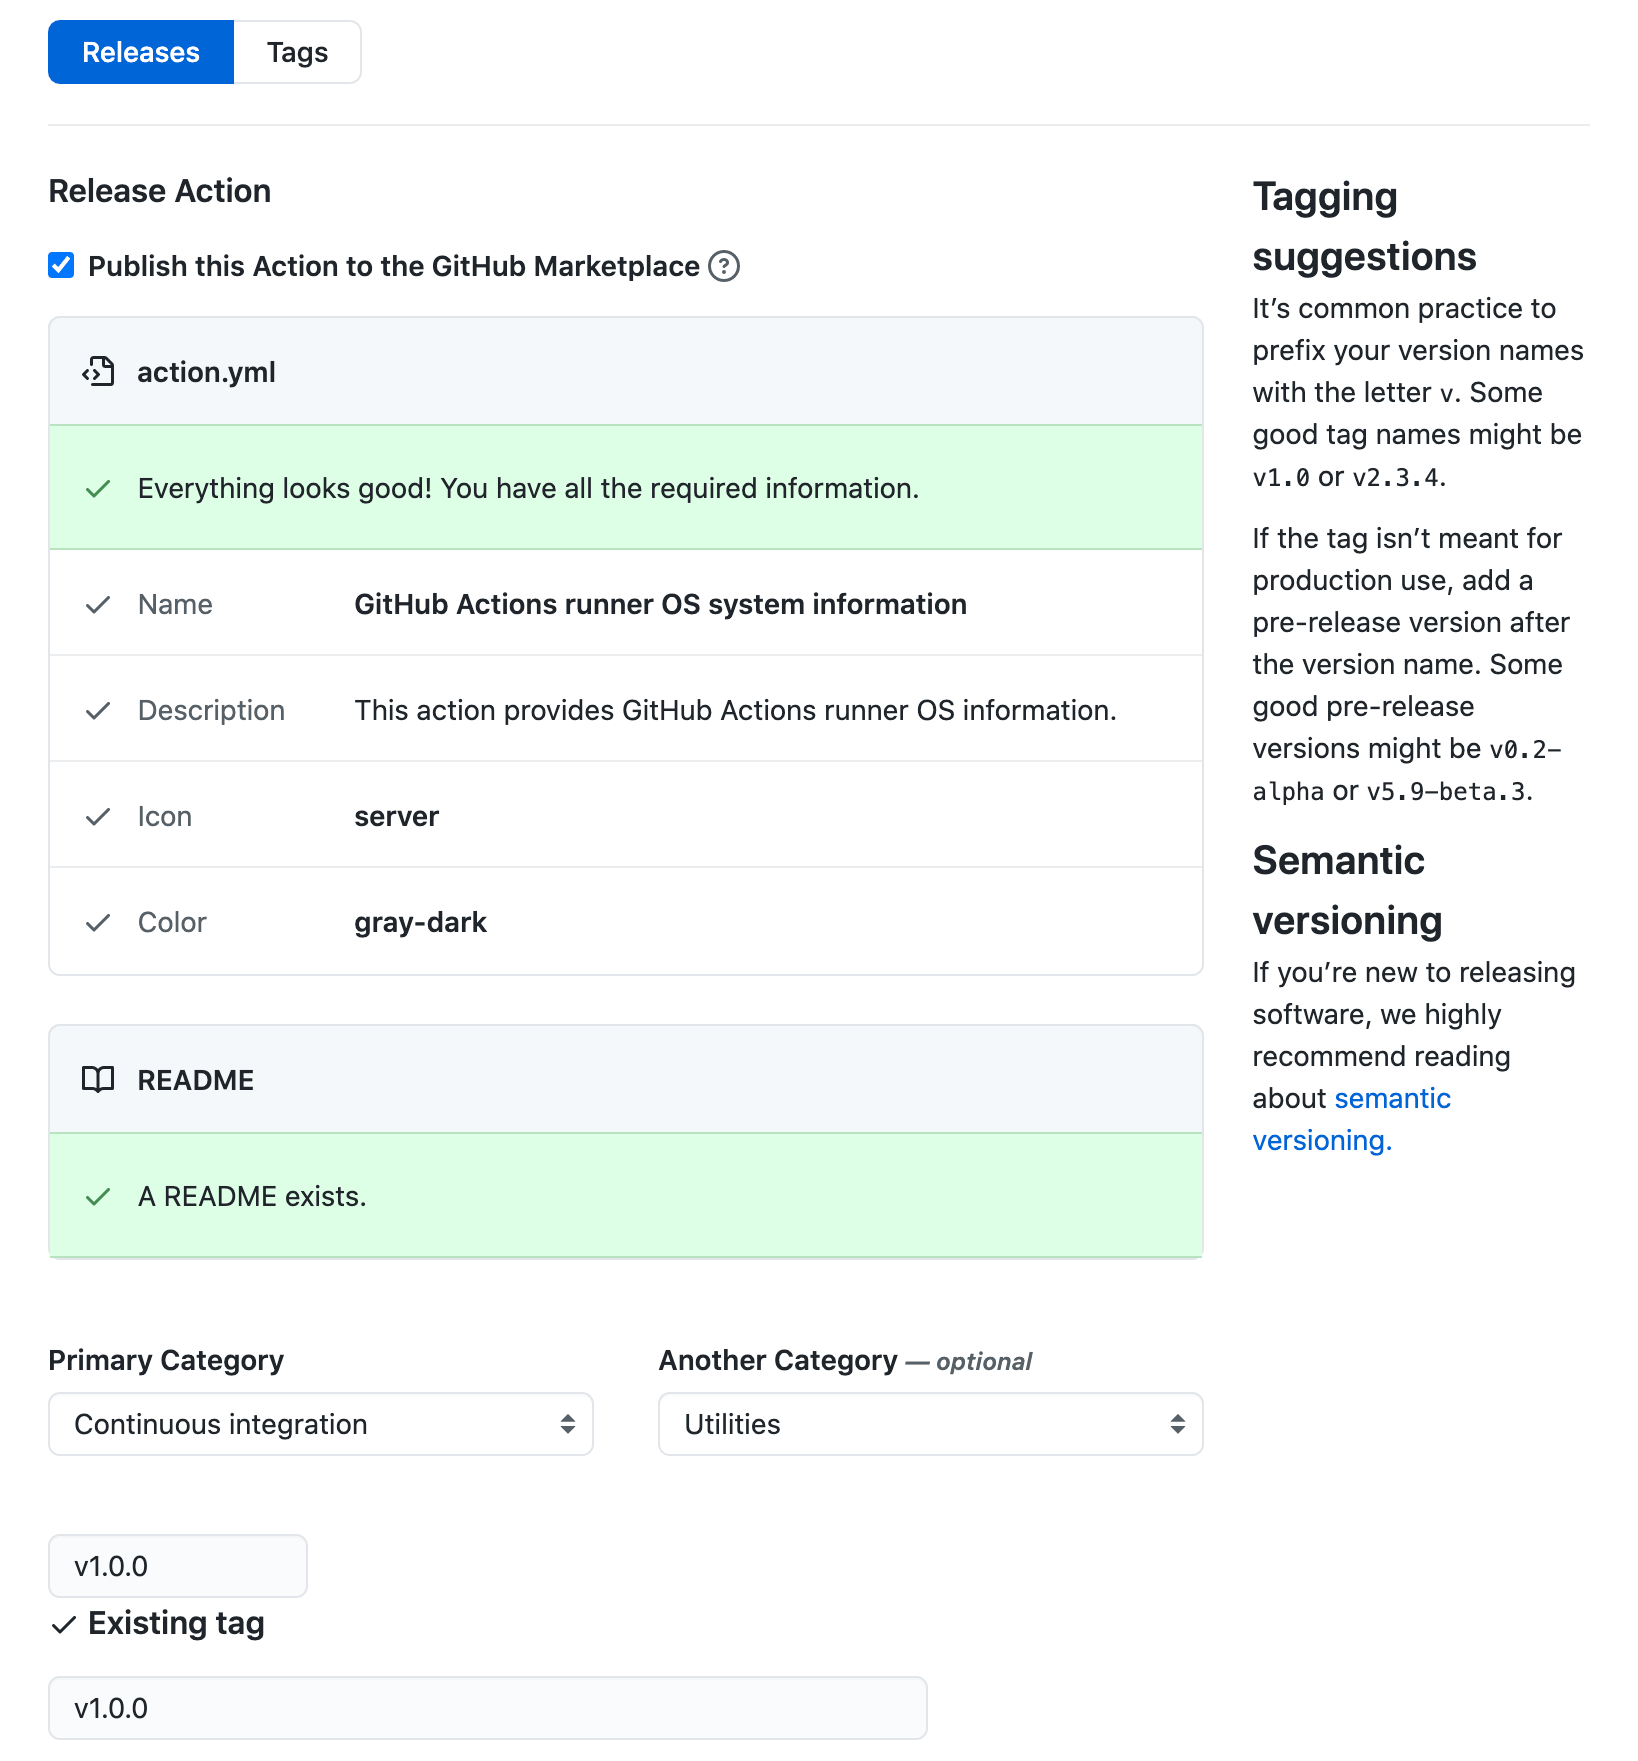 Releases
Tags
Release Action
Publish this Action to the GitHub Marketplace ?
action.yml
Everything looks good! You have all the required information.
Name GitHub Actions runner OS system information
Description This action provides GitHub Actions runner OS information.
Icon server
Color gray-dark
README
A README exists.
Primary Category
Continuous integration
Another Category — optional
Utilities
v1.0.0
Existing tag
v1.0.0
Tagging
suggestions
It’s common practice to
prefix your version names
with the letter v. Some
good tag names might be
v1.0 or v2.3.4.
If the tag isn’t meant for
production use, add a
pre-release version after
the version name. Some
good pre-release
versions might be v0.2-
alpha or v5.9-beta.3.
Semantic
versioning
If you’re new to releasing
software, we highly
recommend reading
about semantic
versioning.